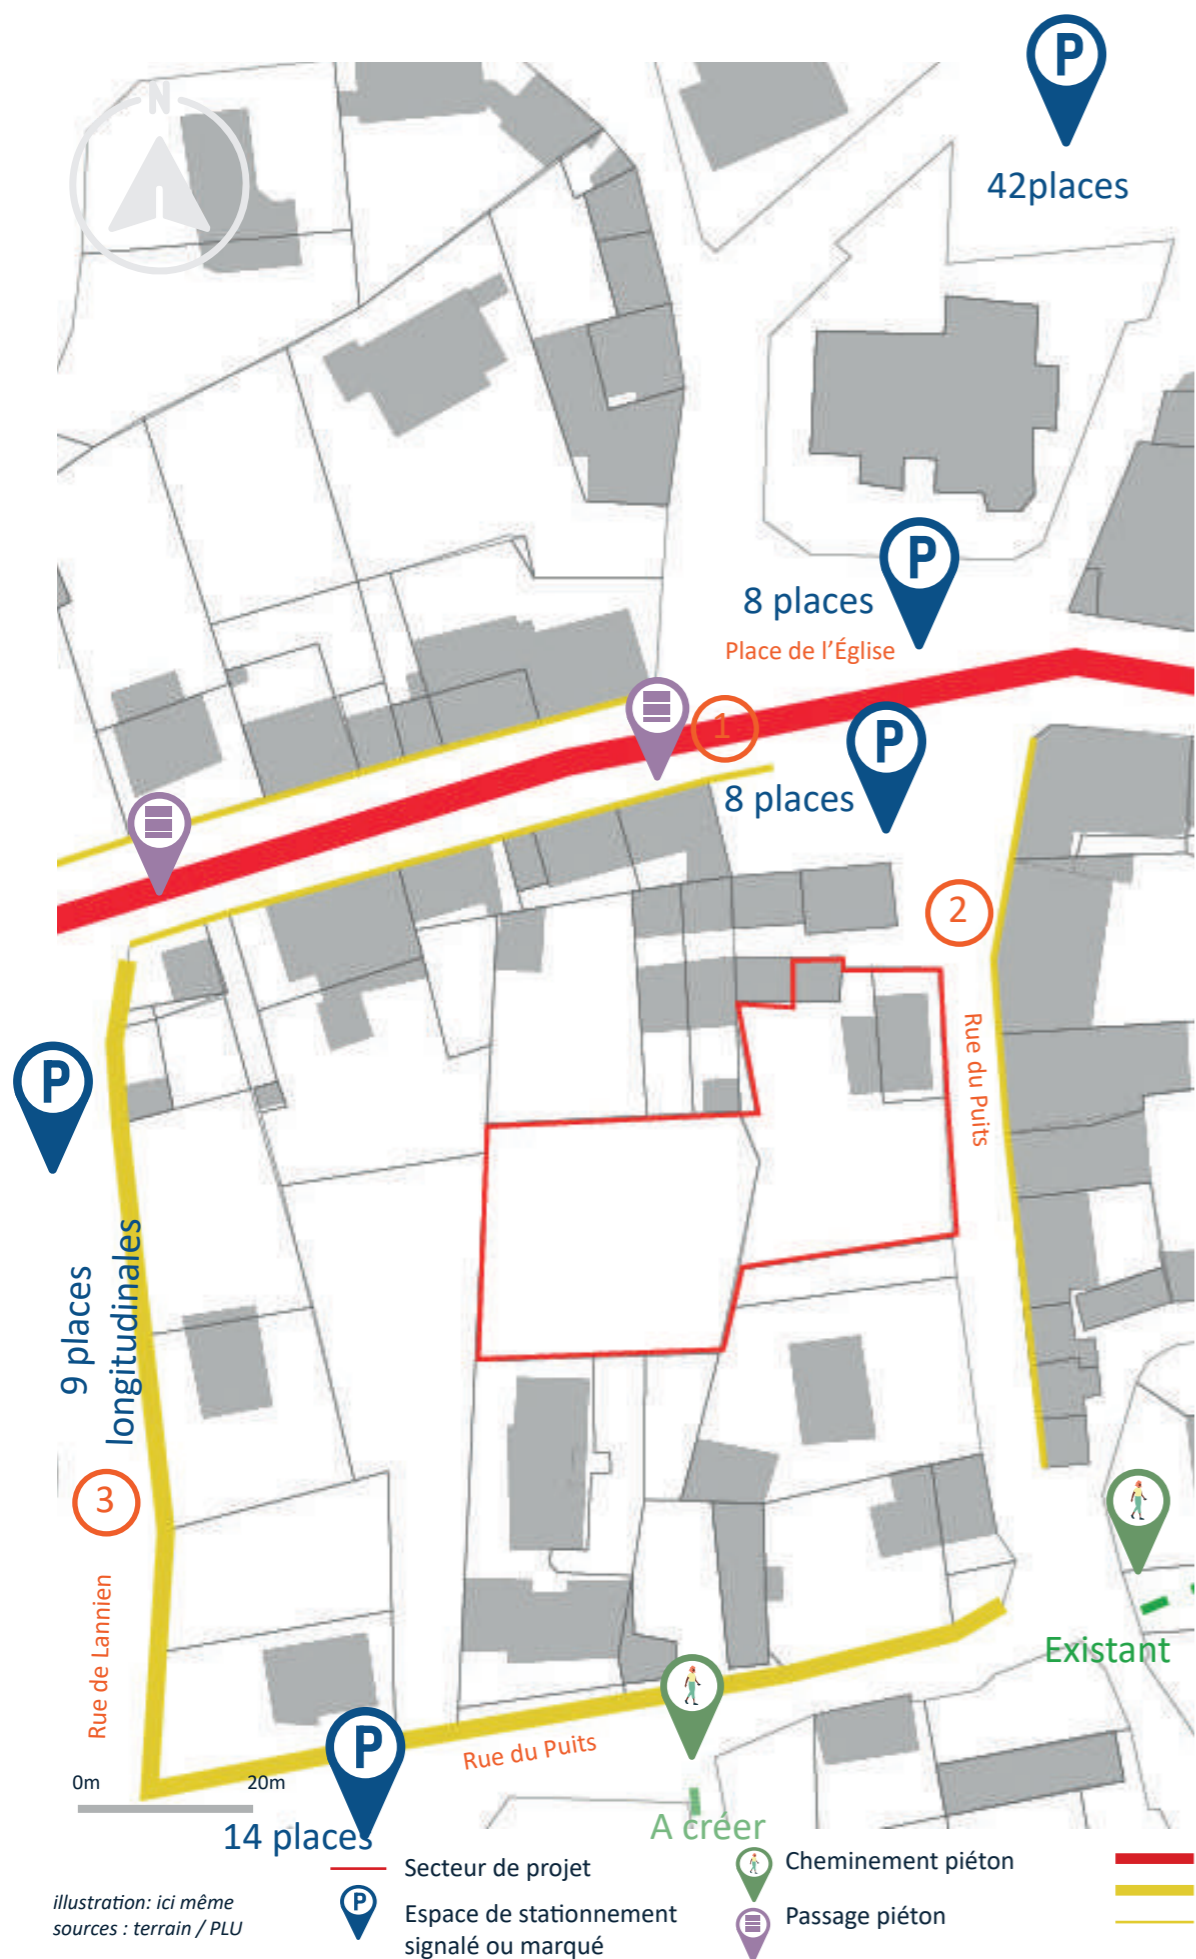 N
P
42places
P
8 places
Place de l'Église
1
P
8 places
2
Rue du Puits
P
9 places
longitudinales
3
Rue de Lannien
Existant
Rue du Puits
P
0m 20m
14 places
A créer
Secteur de projet
Cheminement piéton
illustration: ici même
sources : terrain / PLU
P
Espace de stationnement
signalé ou marqué
Passage piéton